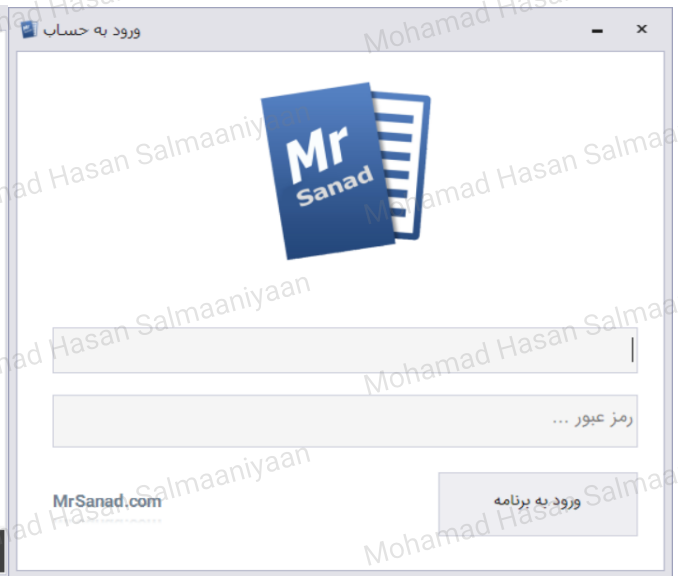 ورود به حساب
Mr
Sanad
رمز عبور ...
ورود به برنامه
MrSanad.com
Mohamad Hasan Salmaaniyaan